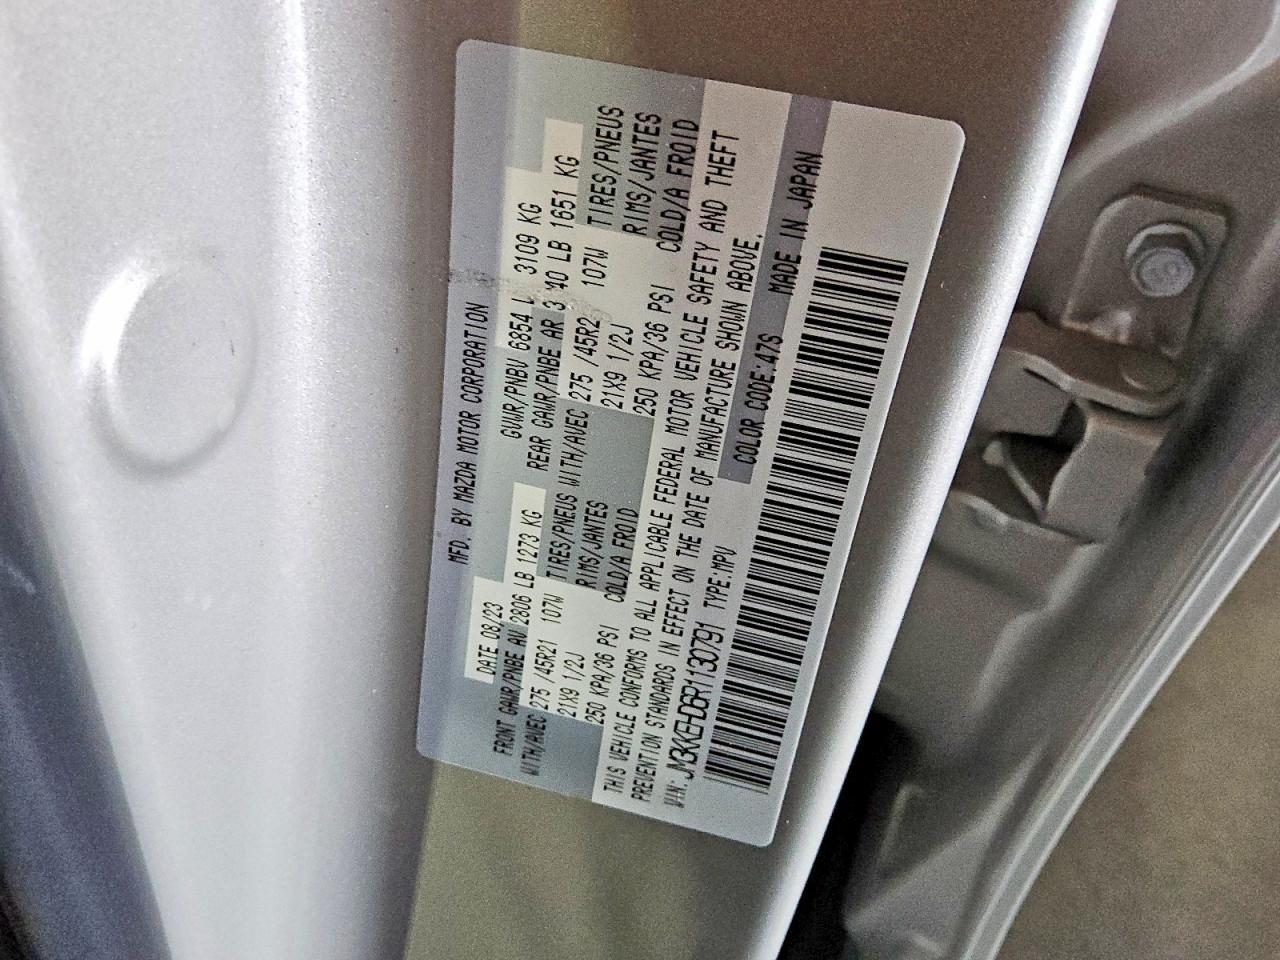 MFD. BY MAZDA MOTOR CORPORATION
DATE 08/23 GVWR/PNBV 6854 L 3109 KG
FRONT GAWR/PNBE AV 2806 LB 1273 KG REAR GAWR/PNBE AR 3 40 LB 1651 KG
WITH/AVEC 275 /45R21 107W TIRES/PNEUS WITH/AVEC 275 /45R2 107W TIRES/PNEUS
21X9 1/2J RIMS/JANTES 21X9 1/2J RIMS/JANTES
250 KPA/36 PSI COLD/A FROID 250 KPA/36 PSI COLD/A FROID
THIS VEHICLE CONFORMS TO ALL APPLICABLE FEDERAL MOTOR VEHICLE SAFETY AND THEFT
PREVENTION STANDARDS IN EFFECT ON THE DATE OF MANUFACTURE SHOWN ABOVE.
VIN: JM3KKEHD6R1130791 TYPE:MPV COLOR CODE:47S MADE IN JAPAN